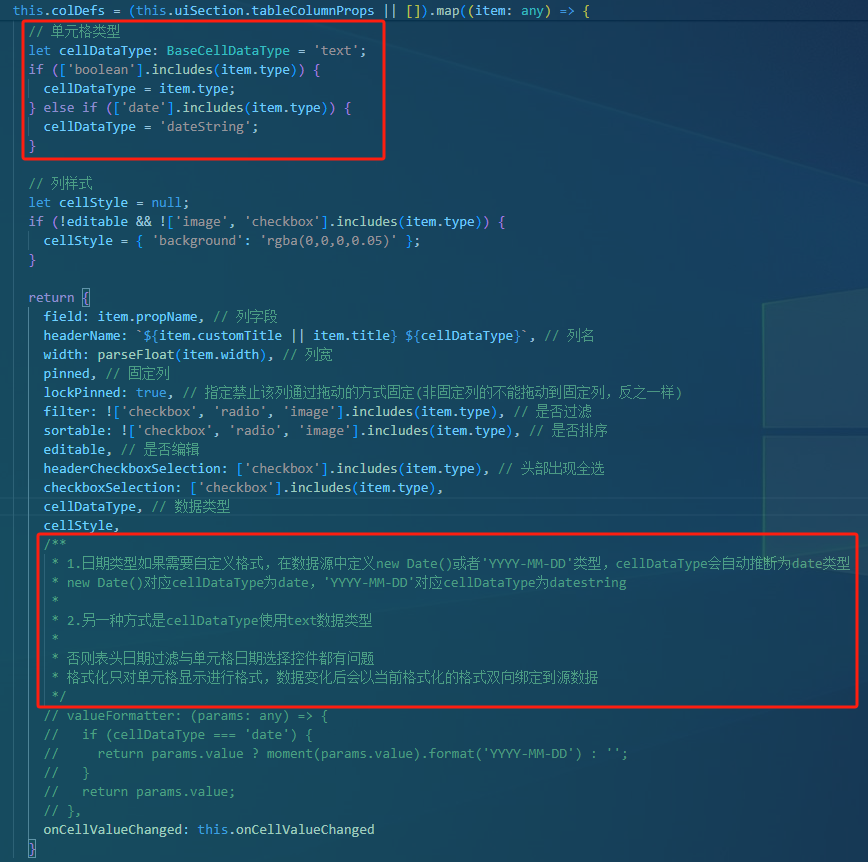 this.colDefs = (this.uiSection.tableColumnProps || []).map((item: any) => {
// 单元格类型
let cellDataType: BaseCellDataType = 'text';
if (['boolean'].includes(item.type)) {
cellDataType = item.type;
} else if (['date'].includes(item.type)) {
cellDataType = 'dateString';
}
// 列样式
let cellStyle = null;
if (!editable && !['image', 'checkbox'].includes(item.type)) {
cellStyle = { 'background': 'rgba(0,0,0,0.05)' };
}
return {
field: item.propName, // 列字段
headerName: `${item.customTitle || item.title} ${cellDataType}`, // 列名
width: parseFloat(item.width), // 列宽
pinned, // 固定列
lockPinned: true, // 指定禁止该列通过拖动的方式固定(非固定列的不能拖动到固定列，反之一样)
filter: !['checkbox', 'radio', 'image'].includes(item.type), // 是否过滤
sortable: !['checkbox', 'radio', 'image'].includes(item.type), // 是否排序
editable, // 是否编辑
headerCheckboxSelection: ['checkbox'].includes(item.type), // 头部出现全选
checkboxSelection: ['checkbox'].includes(item.type),
cellDataType, // 数据类型
cellStyle,
/**
* 1.日期类型如果需要自定义格式，在数据源中定义new Date()或者'YYYY-MM-DD'类型，cellDataType会自动推断为date类型
* new Date()对应cellDataType为date，'YYYY-MM-DD'对应cellDataType为datestring
*
* 2.另一种方式是cellDataType使用text数据类型
*
* 否则表头日期过滤与单元格日期选择控件都有问题
* 格式化只对单元格显示进行格式，数据变化后会以当前格式化的格式双向绑定到源数据
*/
// valueFormatter: (params: any) => {
//   if (cellDataType === 'date') {
//     return params.value ? moment(params.value).format('YYYY-MM-DD') : '';
//   }
//   return params.value;
// },
onCellValueChanged: this.onCellValueChanged
}